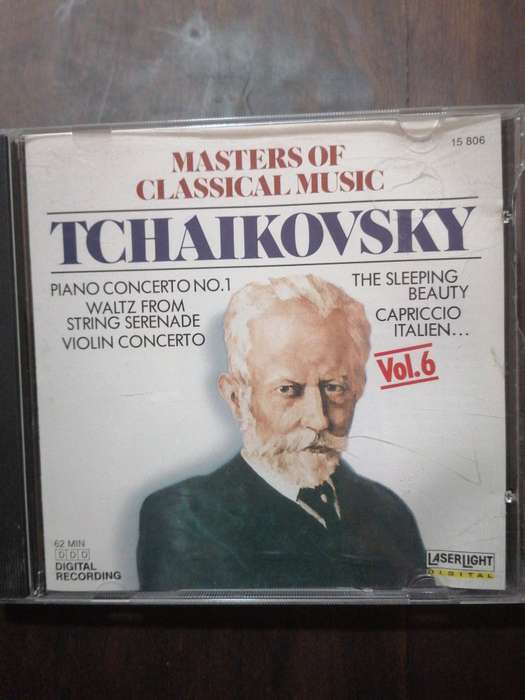 15 806
MASTERS OF
CLASSICAL MUSIC
TCHAIKOVSKY
PIANO CONCERTO NO.1
WALTZ FROM
STRING SERENADE
VIOLIN CONCERTO
THE SLEEPING
BEAUTY
CAPRICCIO
ITALIEN...
Vol.6
62 MIN
DDD
DIGITAL
RECORDING
LASERLIGHT
DIGITAL